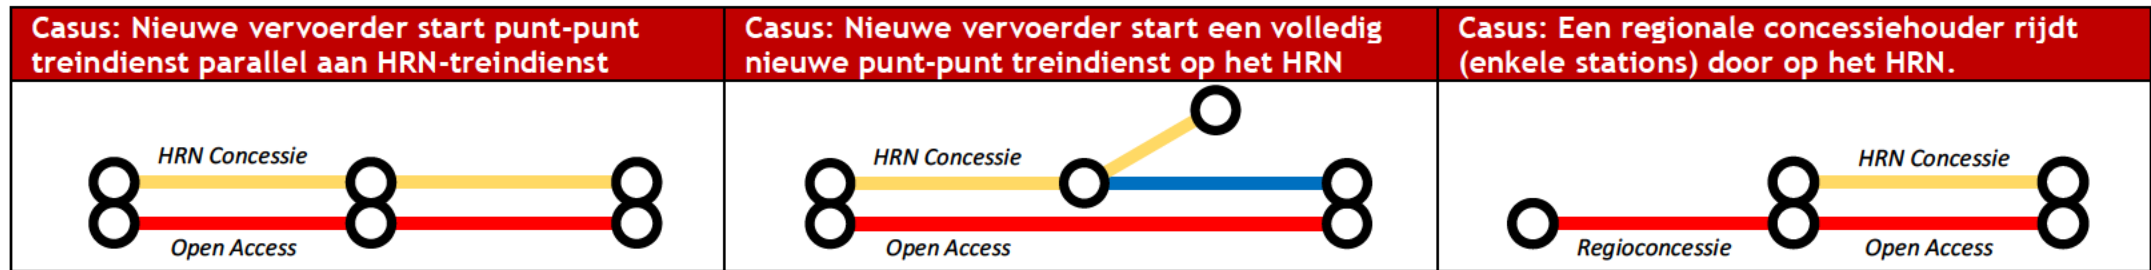 Casus: Nieuwe vervoerder start punt-punt
treindienst parallel aan HRN-treindienst
Casus: Nieuwe vervoerder start een volledig
nieuwe punt-punt treindienst op het HRN
Casus: Een regionale concessiehouder rijdt
(enkele stations) door op het HRN.
HRN Concessie
Open Access
HRN Concessie
Open Access
HRN Concessie
Regioconcessie
Open Access